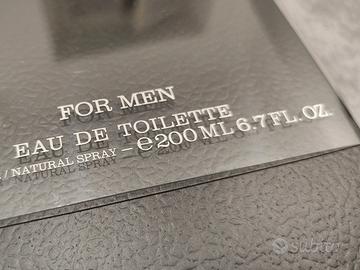 FOR MEN
EAU DE TOILETTE
/ NATURAL SPRAY – ℮ 200 ML 6.7 FL. OZ.
subito